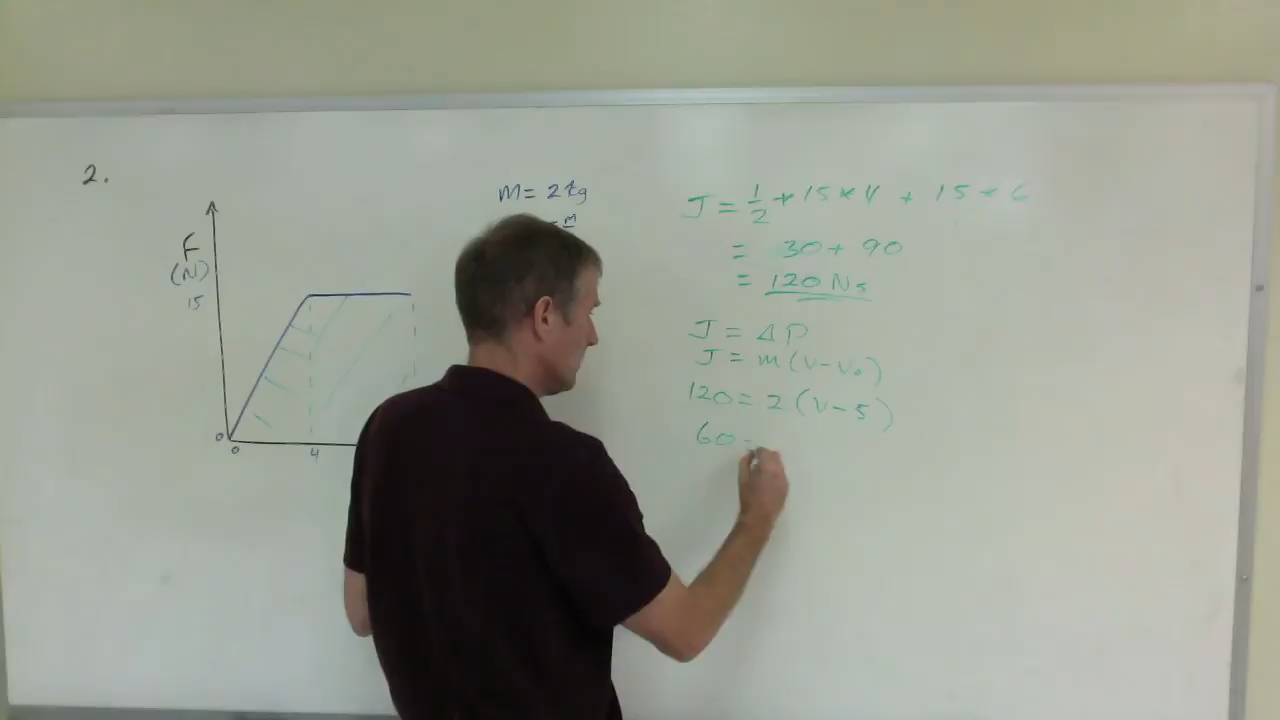 2.
F
(N)
15
0
0
4
m = 2 kg
m
J = 1/2 * 15 * 4 + 15 * 6
= 30 + 90
= 120 Ns
J = ΔP
J = m (v - v₀)
120 = 2 (v - 5)
60 =